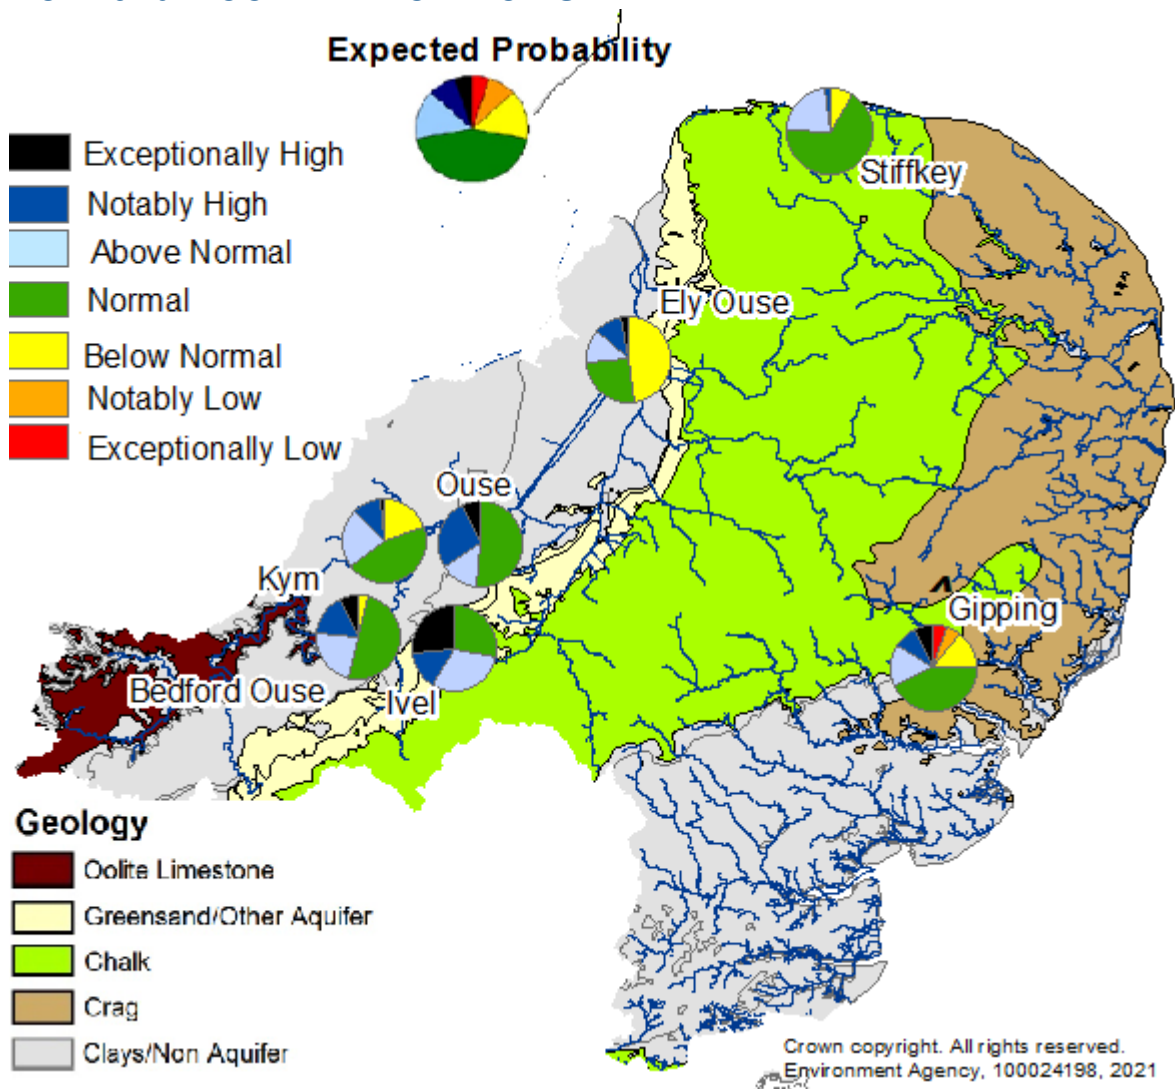 Expected Probability
Exceptionally High
Notably High
Above Normal
Normal
Below Normal
Notably Low
Exceptionally Low
Stiffkey
Ely Ouse
Ouse
Kym
Gipping
Bedford Ouse
Ivel
Geology
Oolite Limestone
Greensand/Other Aquifer
Chalk
Crag
Clays/Non Aquifer
Crown copyright. All rights reserved.
Environment Agency, 100024198, 2021